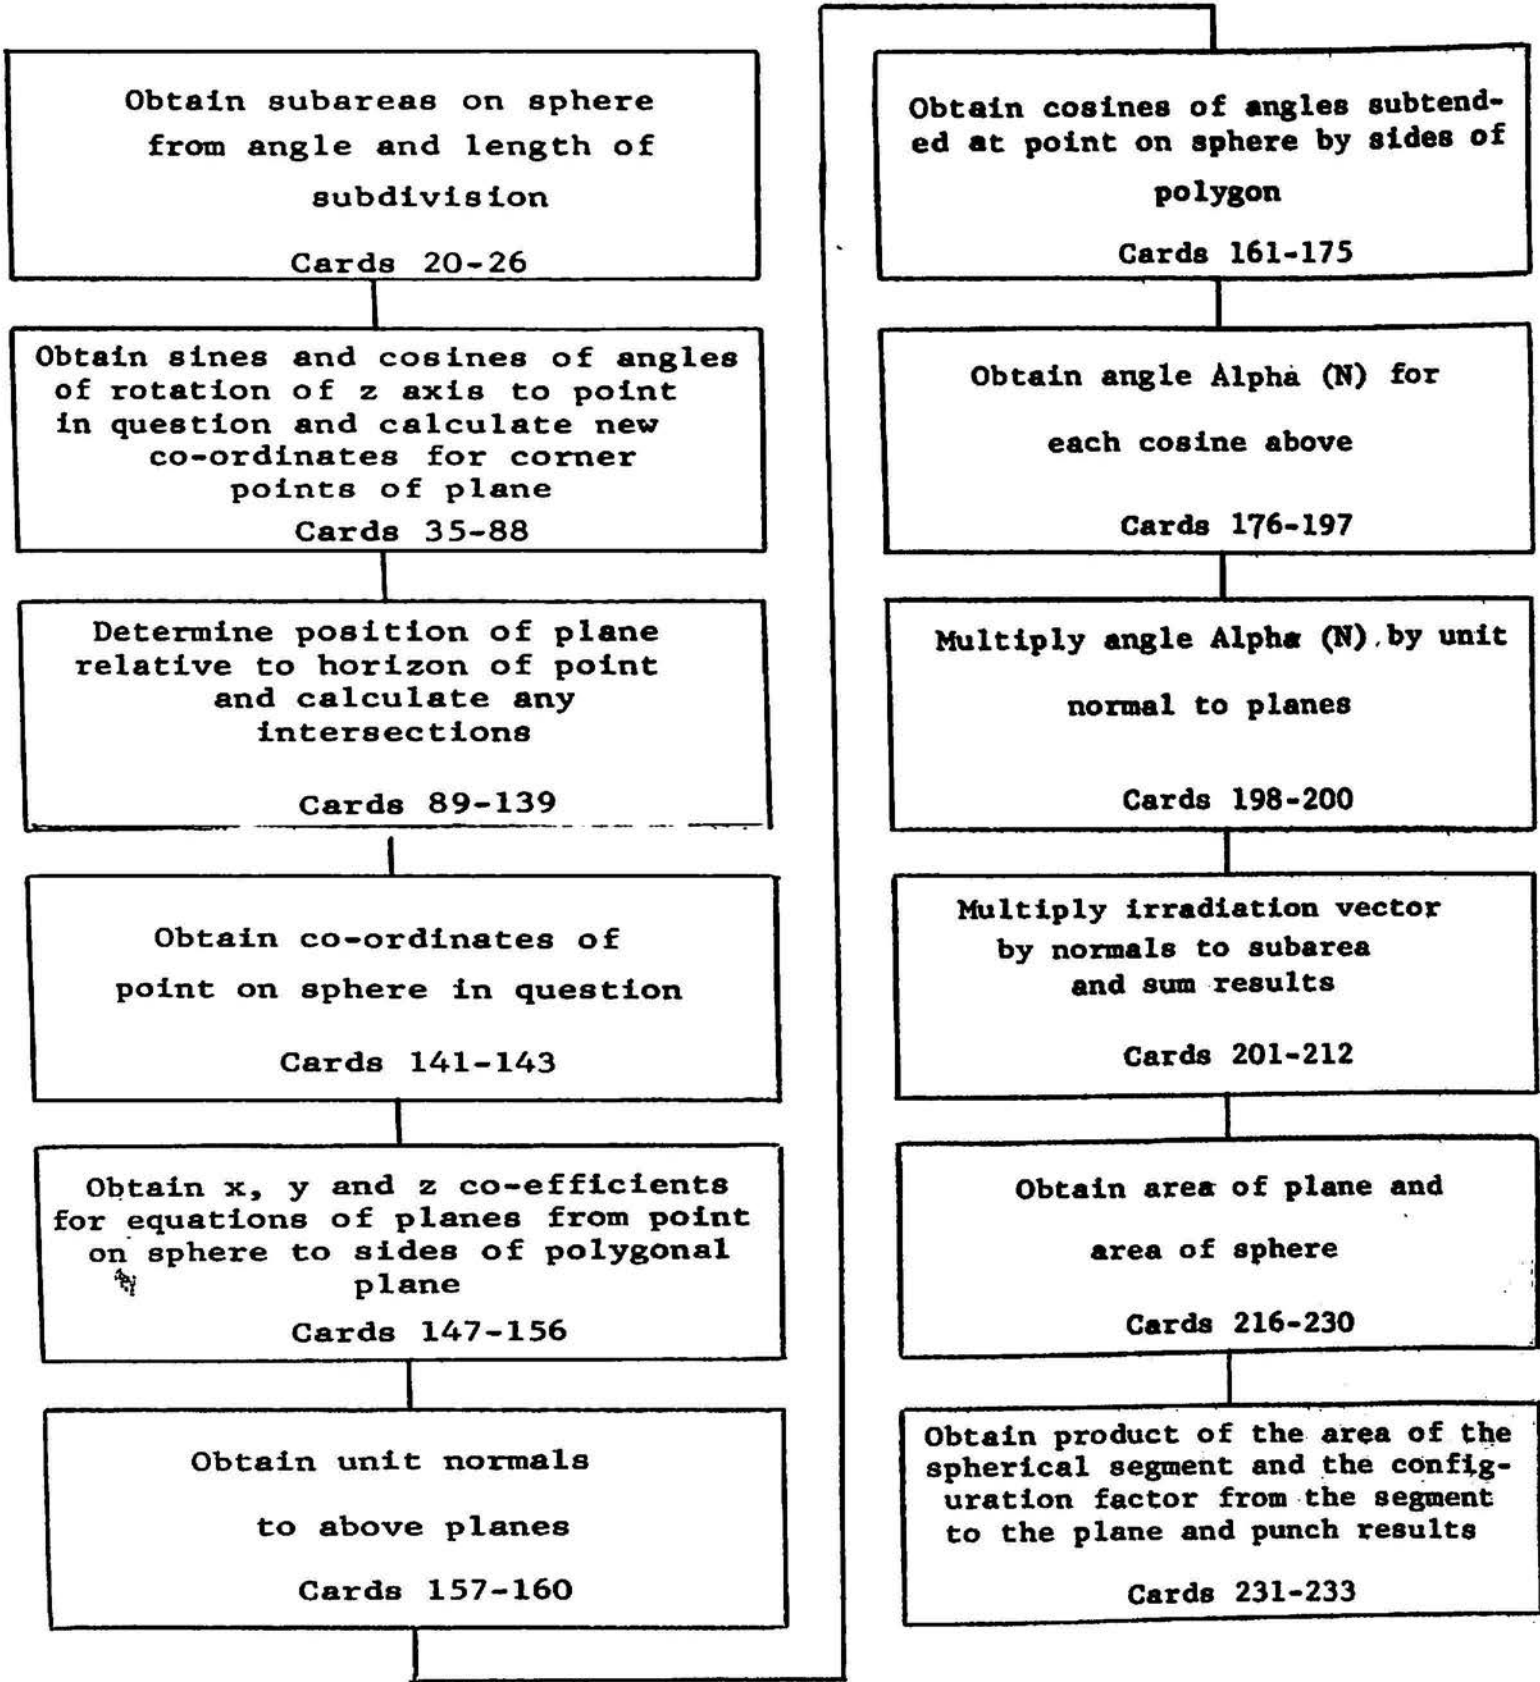 Obtain subareas on sphere
from angle and length of
subdivision
Cards 20-26
Obtain sines and cosines of angles
of rotation of z axis to point
in question and calculate new
co-ordinates for corner
points of plane
Cards 35-88
Determine position of plane
relative to horizon of point
and calculate any
intersections
Cards 89-139
Obtain co-ordinates of
point on sphere in question
Cards 141-143
Obtain x, y and z co-efficients
for equations of planes from point
on sphere to sides of polygonal
plane
Cards 147-156
Obtain unit normals
to above planes
Cards 157-160
Obtain cosines of angles subtend-
ed at point on sphere by sides of
polygon
Cards 161-175
Obtain angle Alpha (N) for
each cosine above
Cards 176-197
Multiply angle Alpha (N) by unit
normal to planes
Cards 198-200
Multiply irradiation vector
by normals to subarea
and sum results
Cards 201-212
Obtain area of plane and
area of sphere
Cards 216-230
Obtain product of the area of the
spherical segment and the config-
uration factor from the segment
to the plane and punch results
Cards 231-233